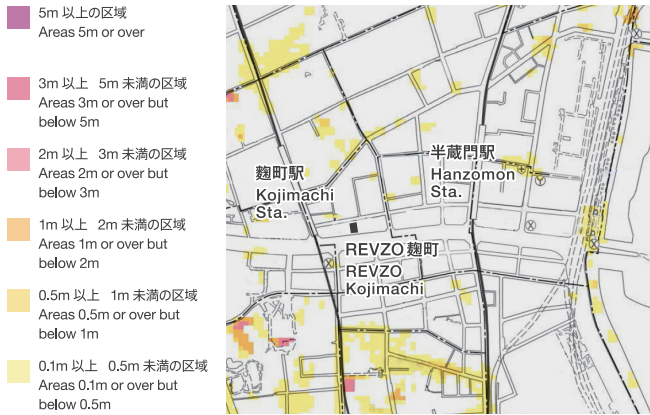 5m 以上の区域
Areas 5m or over
3m 以上 5m 未満の区域
Areas 3m or over but
below 5m
2m 以上 3m 未満の区域
Areas 2m or over but
below 3m
1m 以上 2m 未満の区域
Areas 1m or over but
below 2m
0.5m 以上 1m 未満の区域
Areas 0.5m or over but
below 1m
0.1m 以上 0.5m 未満の区域
Areas 0.1m or over but
below 0.5m
麴町駅
Kojimachi
Sta.
半蔵門駅
Hanzomon
Sta.
REVZO 麴町
REVZO
Kojimachi